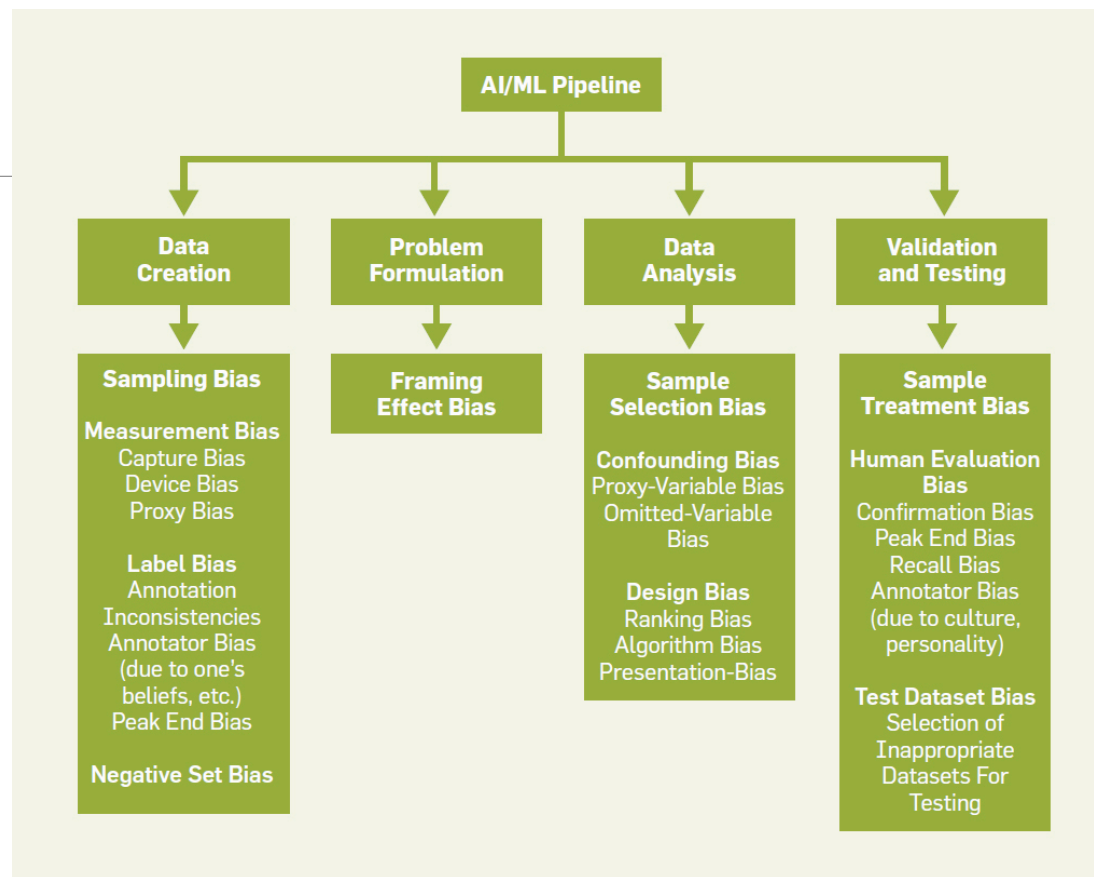 AI/ML Pipeline
Data
Creation
Problem
Formulation
Data
Analysis
Validation
and Testing
Sampling Bias
Measurement Bias
Capture Bias
Device Bias
Proxy Bias
Label Bias
Annotation
Inconsistencies
Annotator Bias
(due to one's
beliefs, etc.)
Peak End Bias
Negative Set Bias
Framing
Effect Bias
Sample
Selection Bias
Confounding Bias
Proxy-Variable Bias
Omitted-Variable
Bias
Design Bias
Ranking Bias
Algorithm Bias
Presentation-Bias
Sample
Treatment Bias
Human Evaluation
Bias
Confirmation Bias
Peak End Bias
Recall Bias
Annotator Bias
(due to culture,
personality)
Test Dataset Bias
Selection of
Inappropriate
Datasets For
Testing